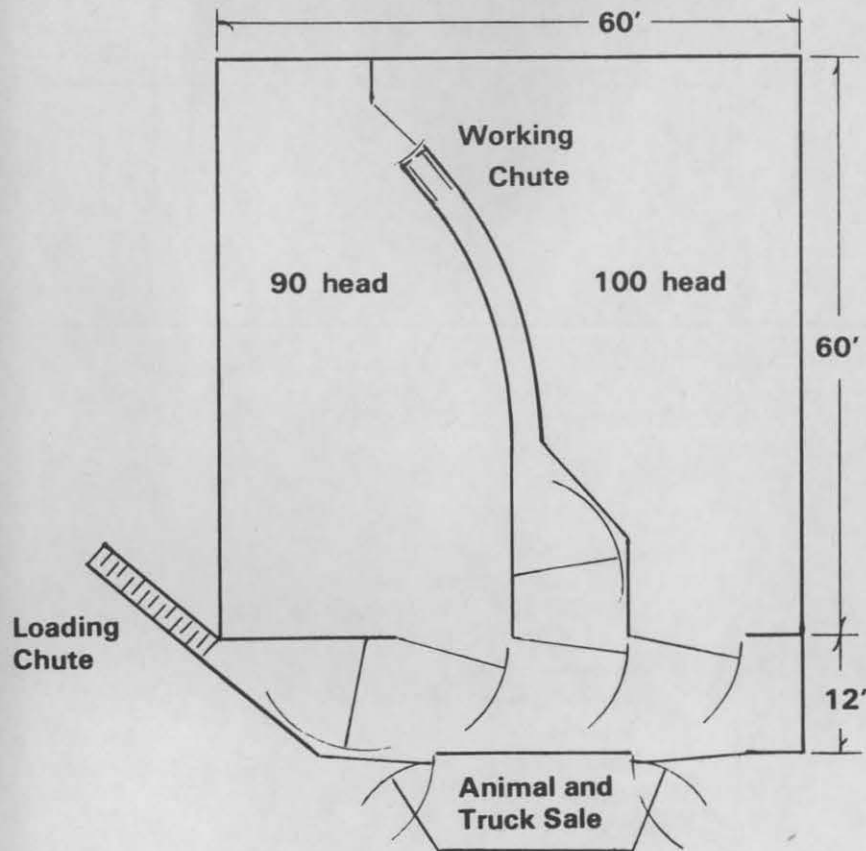 60'
Working
Chute
90 head
100 head
60'
Loading
Chute
12'
Animal and
Truck Sale